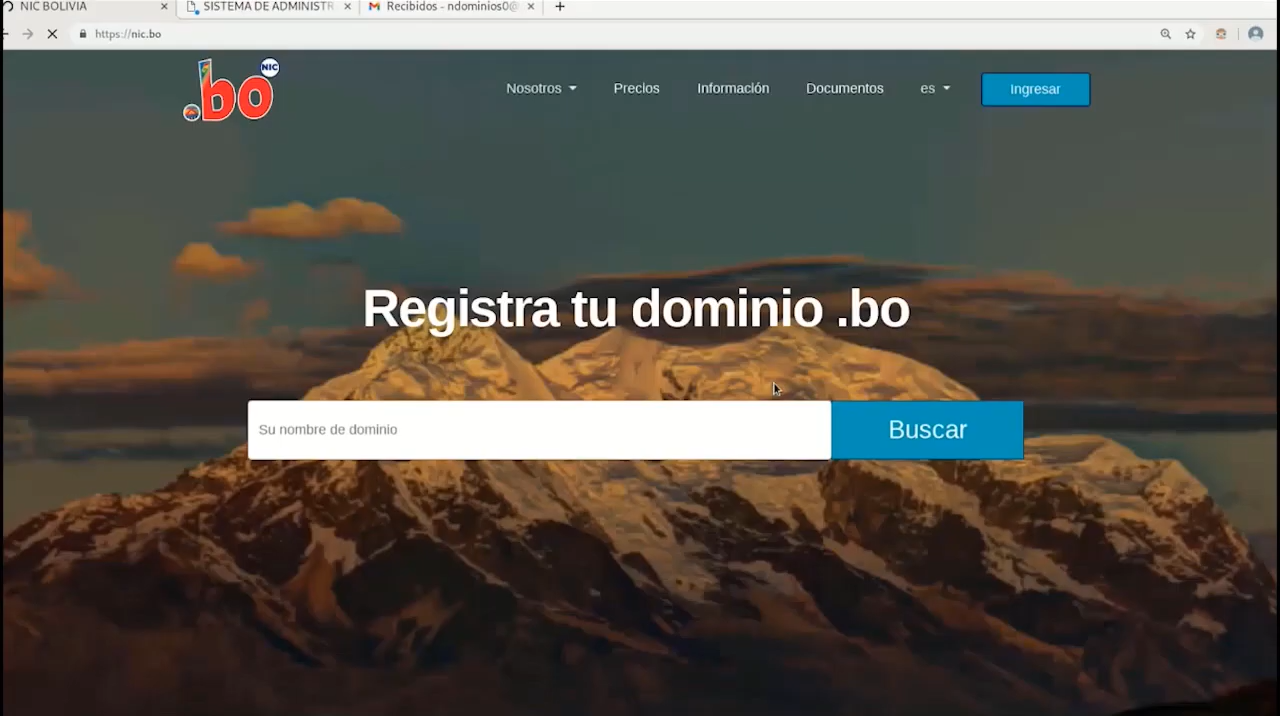 NIC BOLIVIA
SISTEMA DE ADMINISTR
Recibidos - ndominios0@
https://nic.bo
.bo
NIC
Nosotros
Precios
Información
Documentos
es
Ingresar
Registra tu dominio .bo
Su nombre de dominio
Buscar